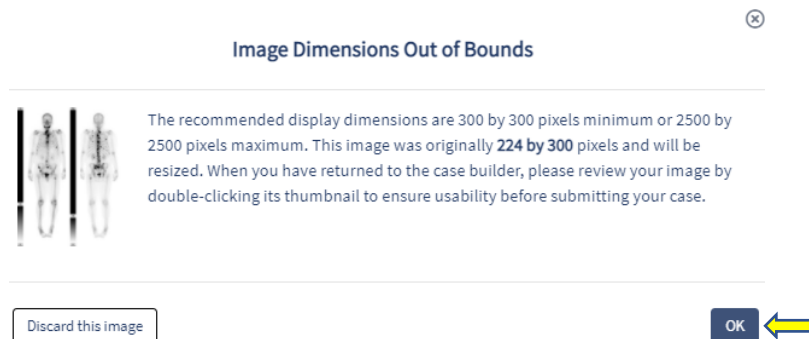 Image Dimensions Out of Bounds
The recommended display dimensions are 300 by 300 pixels minimum or 2500 by
2500 pixels maximum. This image was originally 224 by 300 pixels and will be
resized. When you have returned to the case builder, please review your image by
double-clicking its thumbnail to ensure usability before submitting your case.
Discard this image
OK